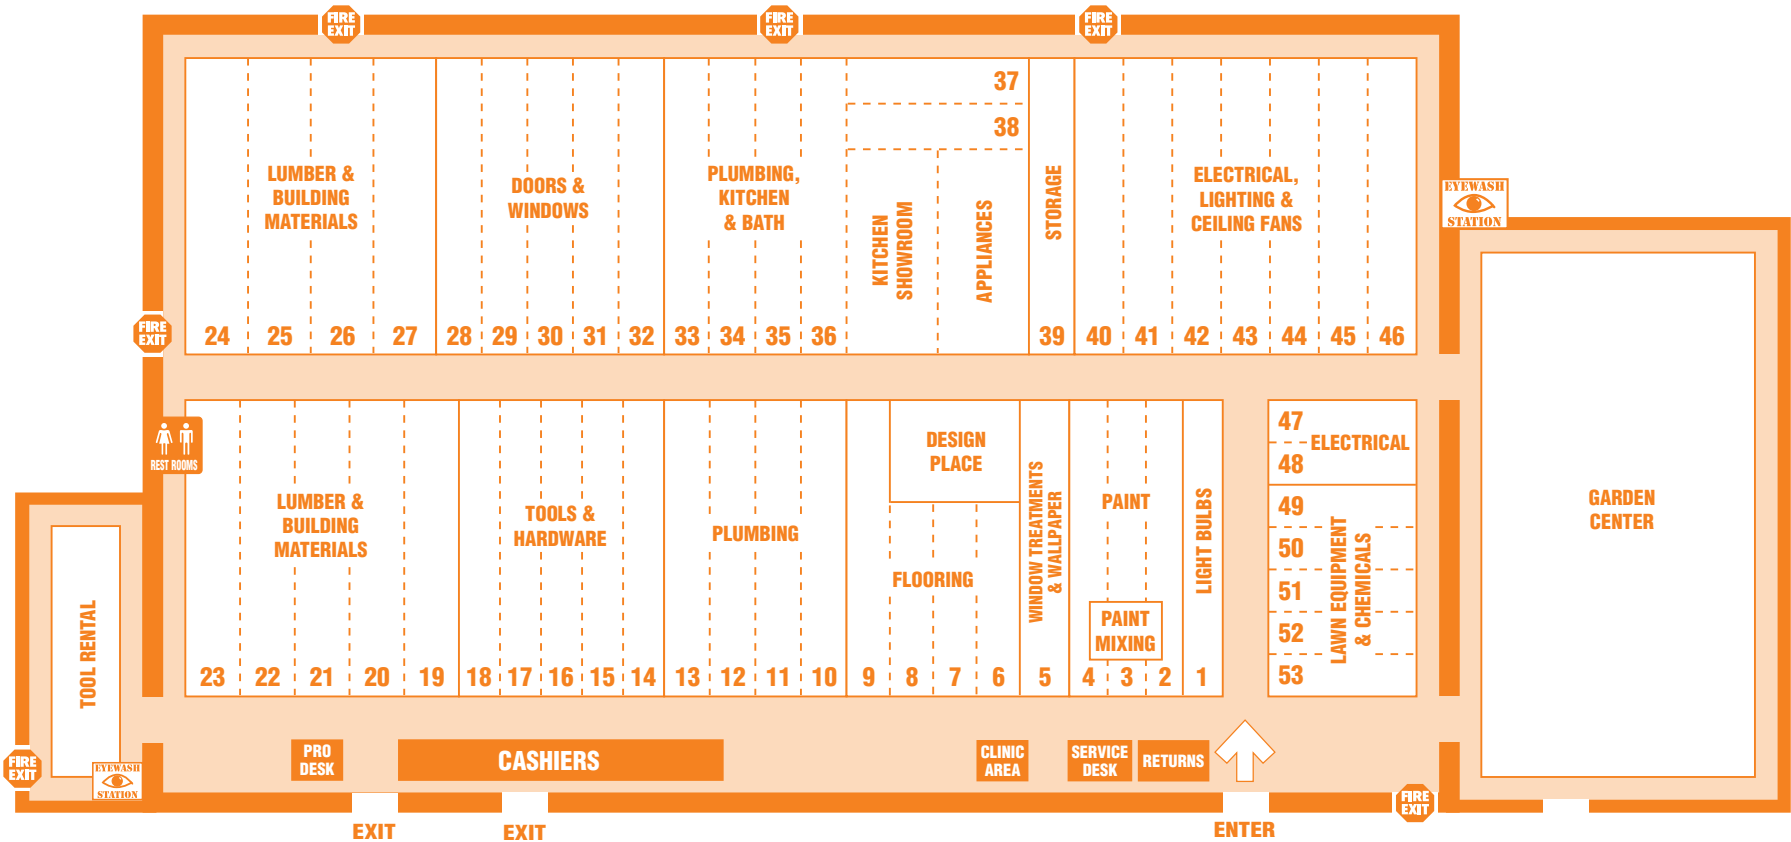 FIRE
EXIT
FIRE
EXIT
FIRE
EXIT
37
38
LUMBER &
BUILDING
MATERIALS
DOORS &
WINDOWS
PLUMBING,
KITCHEN
& BATH
KITCHEN
SHOWROOM
APPLIANCES
STORAGE
ELECTRICAL,
LIGHTING &
CEILING FANS
EYEWASH
STATION
FIRE
EXIT
24 25 26 27 28 29 30 31 32 33 34 35 36 39 40 41 42 43 44 45 46
REST ROOMS
LUMBER &
BUILDING
MATERIALS
TOOLS &
HARDWARE
PLUMBING
DESIGN
PLACE
FLOORING
WINDOW TREATMENTS
& WALLPAPER
PAINT
PAINT
MIXING
LIGHT BULBS
47
48
ELECTRICAL
49
50
51
52
53
LAWN EQUIPMENT
& CHEMICALS
GARDEN
CENTER
23 22 21 20 19 18 17 16 15 14 13 12 11 10 9 8 7 6 5 4 3 2 1
TOOL RENTAL
FIRE
EXIT
EYEWASH
STATION
PRO
DESK
CASHIERS
CLINIC
AREA
SERVICE
DESK
RETURNS
FIRE
EXIT
EXIT
EXIT
ENTER